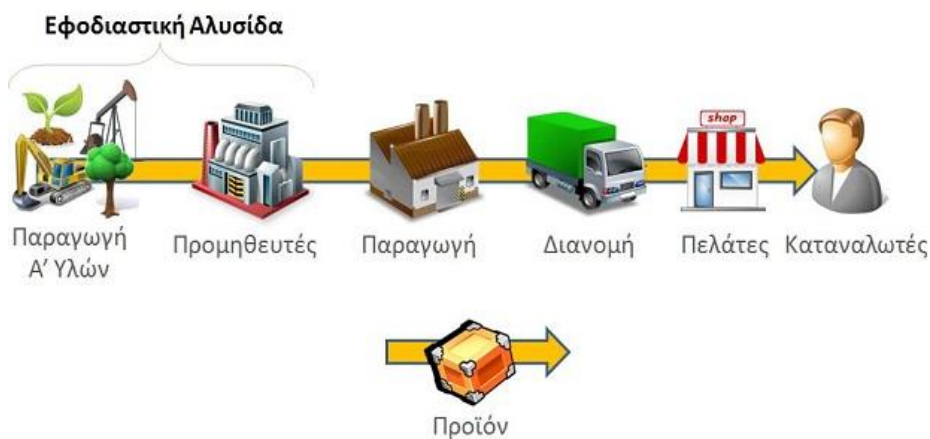 Εφοδιαστική Αλυσίδα
shop
Παραγωγή
Α' Υλών
Προμηθευτές
Παραγωγή
Διανομή
Πελάτες
Καταναλωτές
Προϊόν